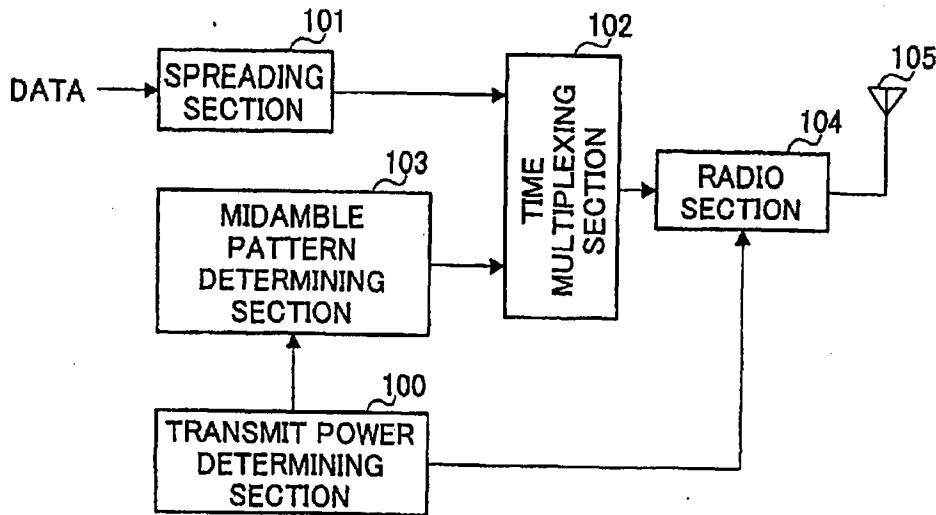 101
SPREADING
SECTION
DATA
102
TIME
MULTIPLEXING
SECTION
105
104
RADIO
SECTION
103
MIDAMBLE
PATTERN
DETERMINING
SECTION
100
TRANSMIT POWER
DETERMINING
SECTION